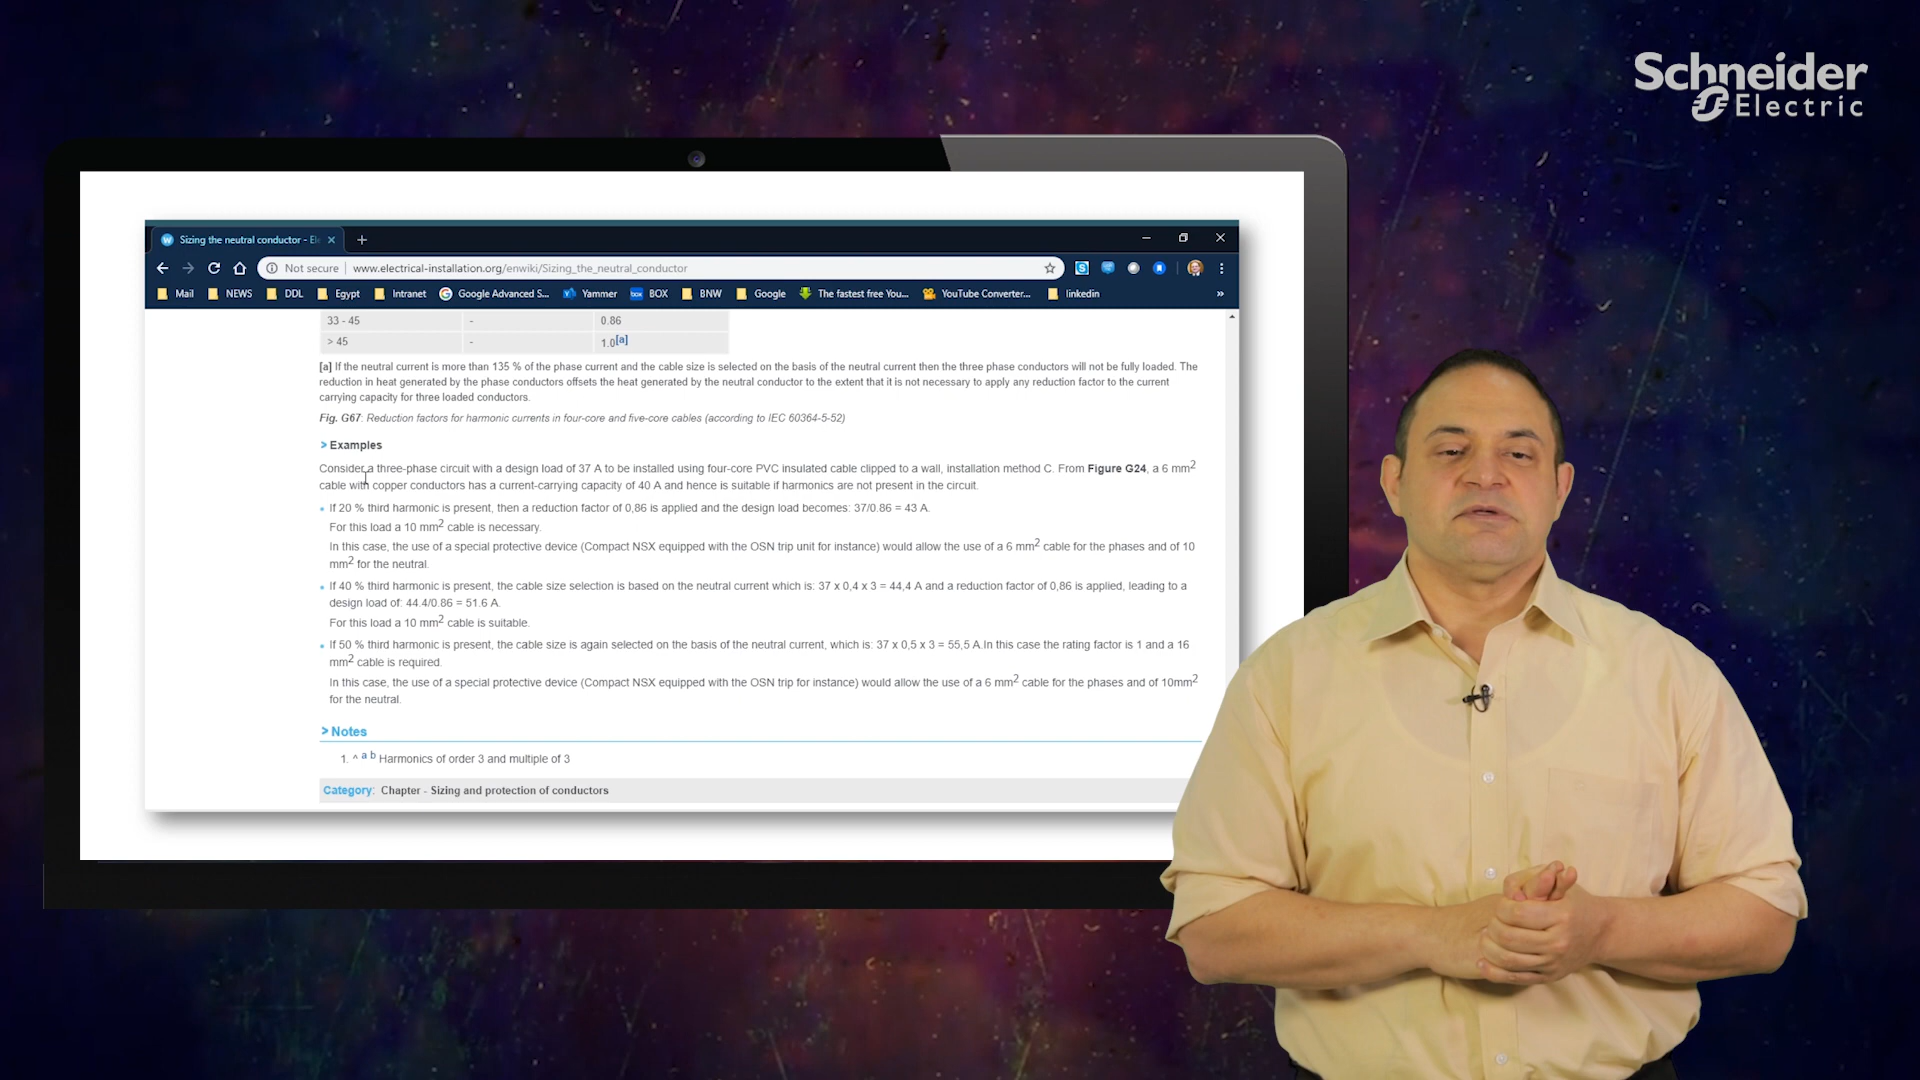 Schneider
Electric
Sizing the neutral conductor - Ele
Not secure | www.electrical-installation.org/enwiki/Sizing_the_neutral_conductor
Mail NEWS DDL Egypt Intranet Google Advanced S... Yammer BOX BNW Google The fastest free You... YouTube Converter... linkedin »
33 - 45 - 0.86
> 45 - 1.0[a]
[a] If the neutral current is more than 135 % of the phase current and the cable size is selected on the basis of the neutral current then the three phase conductors will not be fully loaded. The
reduction in heat generated by the phase conductors offsets the heat generated by the neutral conductor to the extent that it is not necessary to apply any reduction factor to the current
carrying capacity for three loaded conductors.
Fig. G67: Reduction factors for harmonic currents in four-core and five-core cables (according to IEC 60364-5-52)
> Examples
Consider a three-phase circuit with a design load of 37 A to be installed using four-core PVC insulated cable clipped to a wall, installation method C. From Figure G24, a 6 mm2
cable with copper conductors has a current-carrying capacity of 40 A and hence is suitable if harmonics are not present in the circuit.
• If 20 % third harmonic is present, then a reduction factor of 0,86 is applied and the design load becomes: 37/0.86 = 43 A.
For this load a 10 mm2 cable is necessary.
In this case, the use of a special protective device (Compact NSX equipped with the OSN trip unit for instance) would allow the use of a 6 mm2 cable for the phases and of 10
mm2 for the neutral.
• If 40 % third harmonic is present, the cable size selection is based on the neutral current which is: 37 x 0,4 x 3 = 44,4 A and a reduction factor of 0,86 is applied, leading to a
design load of: 44.4/0.86 = 51.6 A.
For this load a 10 mm2 cable is suitable.
• If 50 % third harmonic is present, the cable size is again selected on the basis of the neutral current, which is: 37 x 0,5 x 3 = 55,5 A.In this case the rating factor is 1 and a 16
mm2 cable is required.
In this case, the use of a special protective device (Compact NSX equipped with the OSN trip for instance) would allow the use of a 6 mm2 cable for the phases and of 10mm2
for the neutral.
> Notes
1. ^ a b Harmonics of order 3 and multiple of 3
Category: Chapter - Sizing and protection of conductors